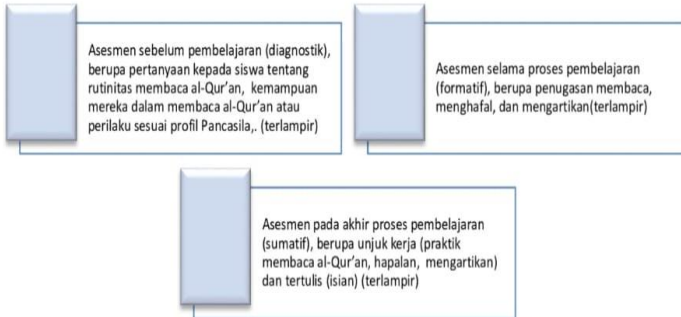 Asesmen sebelum pembelajaran (diagnostik),
berupa pertanyaan kepada siswa tentang
rutinitas membaca al-Qur'an, kemampuan
mereka dalam membaca al-Qur'an atau
perilaku sesuai profil Pancasila,. (terlampir)
Asesmen selama proses pembelajaran
(formatif), berupa penugasan membaca,
menghafal, dan mengartikan(terlampir)
Asesmen pada akhir proses pembelajaran
(sumatif), berupa unjuk kerja (praktik
membaca al-Qur'an, hapalan, mengartikan)
dan tertulis (isian) (terlampir)